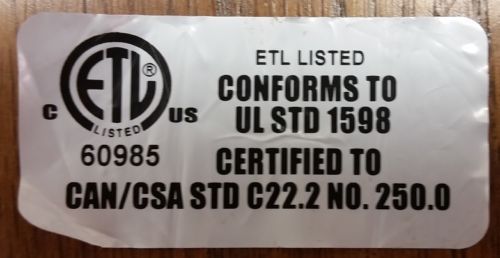 ETL®
LISTED
C US
60985
ETL LISTED
CONFORMS TO
UL STD 1598
CERTIFIED TO
CAN/CSA STD C22.2 NO. 250.0